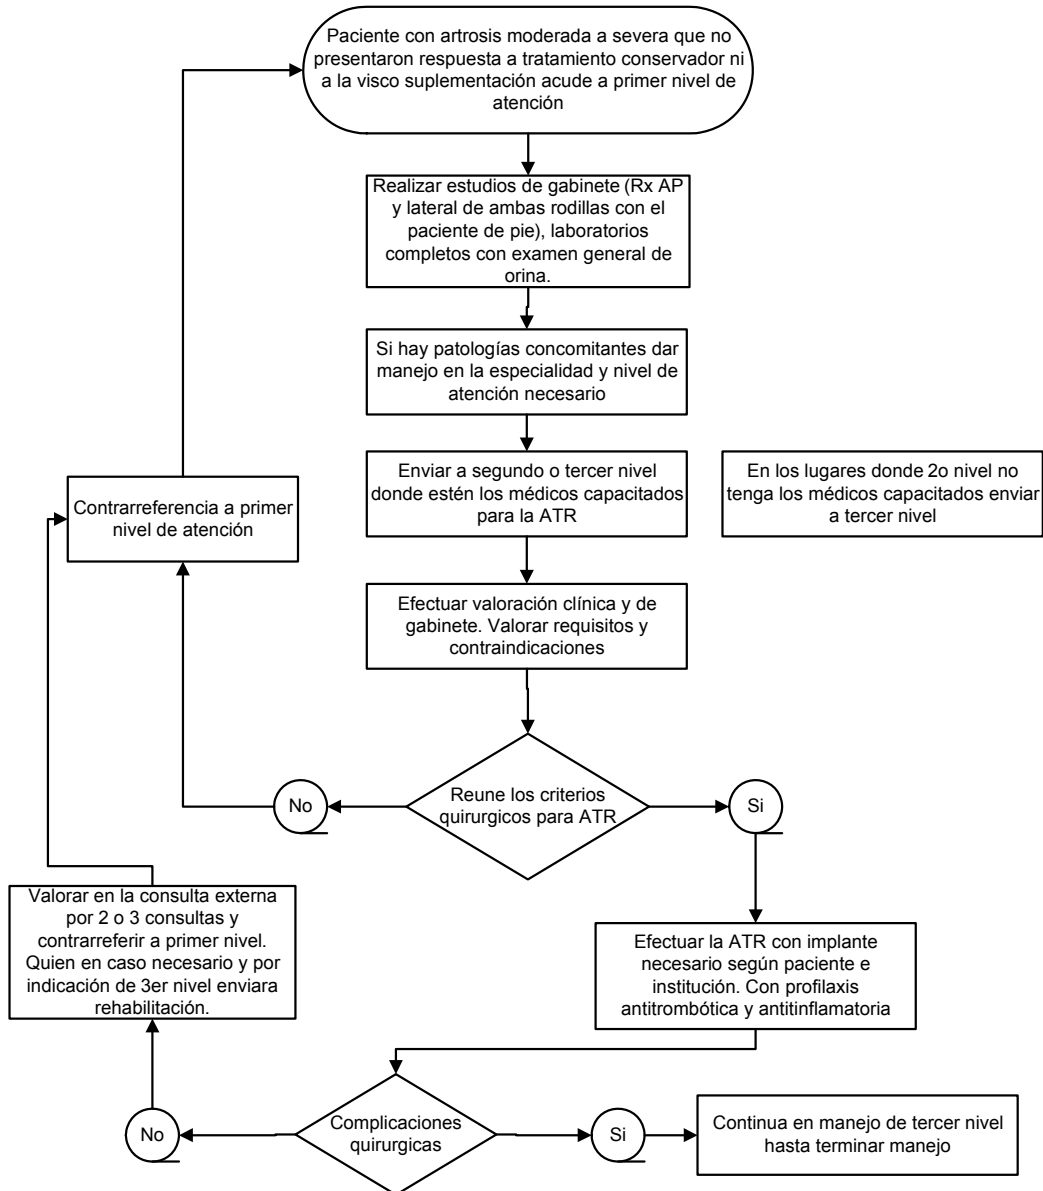 Paciente con artrosis moderada a severa que no
presentaron respuesta a tratamiento conservador ni
a la visco suplementación acude a primer nivel de
atención
Realizar estudios de gabinete (Rx AP
y lateral de ambas rodillas con el
paciente de pie), laboratorios
completos con examen general de
orina.
Si hay patologías concomitantes dar
manejo en la especialidad y nivel de
atención necesario
Enviar a segundo o tercer nivel
donde estén los médicos capacitados
para la ATR
En los lugares donde 2o nivel no
tenga los médicos capacitados enviar
a tercer nivel
Contrarreferencia a primer
nivel de atención
Efectuar valoración clínica y de
gabinete. Valorar requisitos y
contraindicaciones
Reune los criterios
quirurgicos para ATR
No
Si
Valorar en la consulta externa
por 2 o 3 consultas y
contrarreferir a primer nivel.
Quien en caso necesario y por
indicación de 3er nivel enviara
rehabilitación.
Efectuar la ATR con implante
necesario según paciente e
institución. Con profilaxis
antitrombótica y antitinflamatoria
Complicaciones
quirurgicas
No
Si
Continua en manejo de tercer nivel
hasta terminar manejo